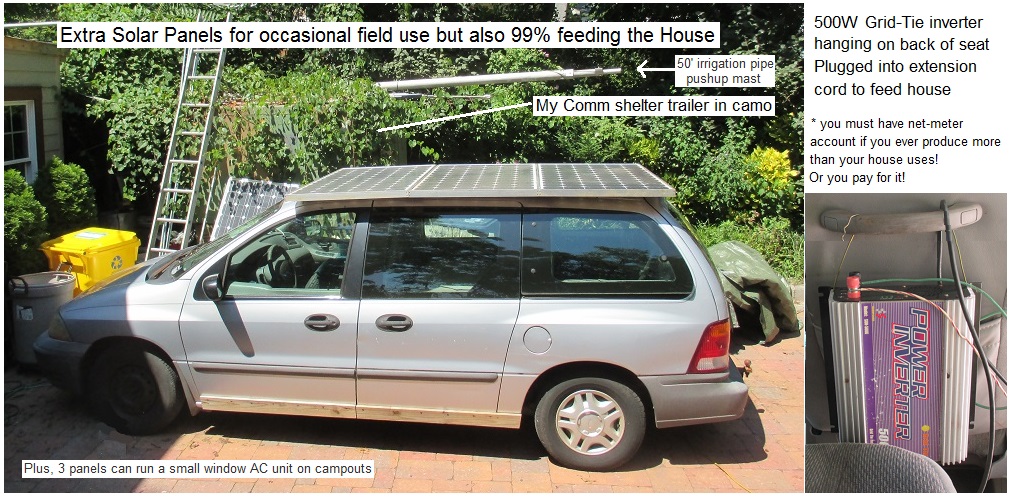 Extra Solar Panels for occasional field use but also 99% feeding the House
50' irrigation pipe
pushup mast
My Comm shelter trailer in camo
Plus, 3 panels can run a small window AC unit on campouts
500W Grid-Tie inverter
hanging on back of seat
Plugged into extension
cord to feed house
* you must have net-meter
account if you ever produce more
than your house uses!
Or you pay for it!
POWER
INVERTER